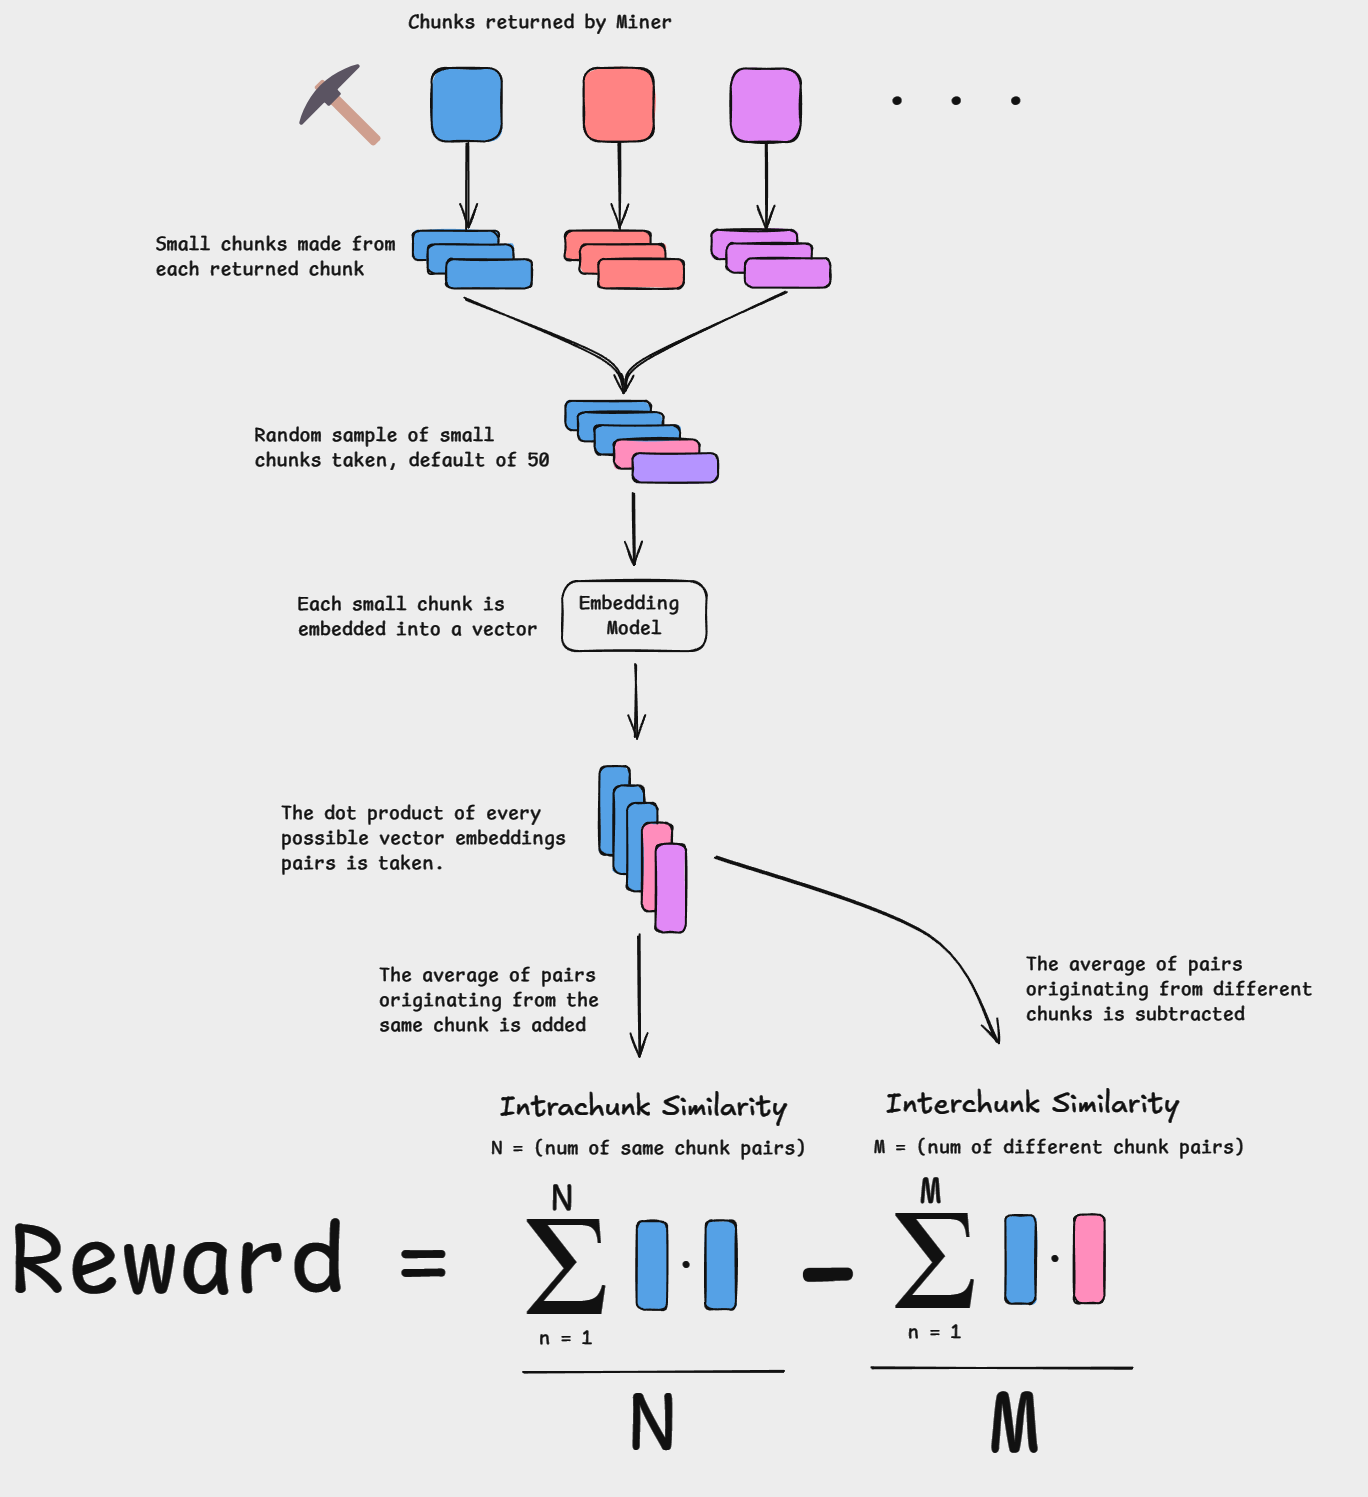 Chunks returned by Miner
Small chunks made from
each returned chunk
Random sample of small
chunks taken, default of 50
Each small chunk is
embedded into a vector
Embedding
Model
The dot product of every
possible vector embeddings
pairs is taken.
The average of pairs
originating from the
same chunk is added
The average of pairs
originating from different
chunks is subtracted
Intrachunk Similarity
N = (num of same chunk pairs)
Interchunk Similarity
M = (num of different chunk pairs)
Reward =
N
∑ ·
n = 1
N
-
M
∑ ·
n = 1
M